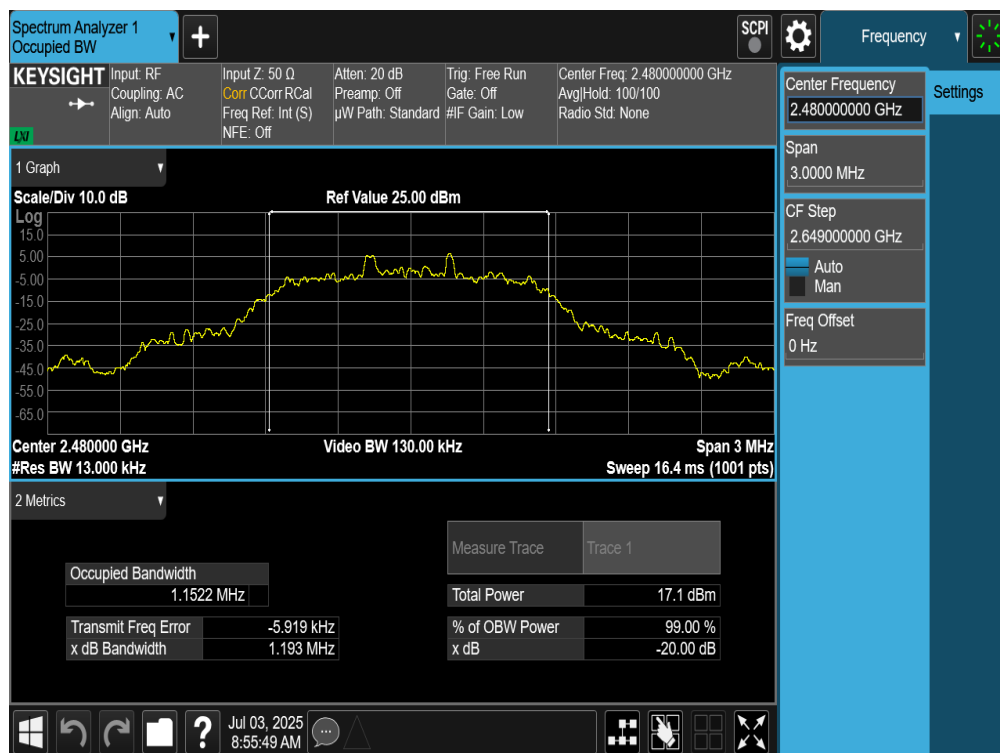 Spectrum Analyzer 1
Occupied BW
+
SCPI
Frequency
KEYSIGHT
LXI
Input: RF
Coupling: AC
Align: Auto
Input Z: 50 Ω
Corr CCorr RCal
Freq Ref: Int (S)
NFE: Off
Atten: 20 dB
Preamp: Off
µW Path: Standard
Trig: Free Run
Gate: Off
#IF Gain: Low
Center Freq: 2.480000000 GHz
Avg|Hold: 100/100
Radio Std: None
Center Frequency
2.480000000 GHz
Settings
Span
3.0000 MHz
CF Step
2.649000000 GHz
Auto
Man
Freq Offset
0 Hz
1 Graph
Scale/Div 10.0 dB
Ref Value 25.00 dBm
Log
15.0
5.00
-5.00
-15.0
-25.0
-35.0
-45.0
-55.0
-65.0
Center 2.480000 GHz
Video BW 130.00 kHz
Span 3 MHz
#Res BW 13.000 kHz
Sweep 16.4 ms (1001 pts)
2 Metrics
Measure Trace
Trace 1
Occupied Bandwidth
1.1522 MHz
Total Power
17.1 dBm
Transmit Freq Error
-5.919 kHz
% of OBW Power
99.00 %
x dB Bandwidth
1.193 MHz
x dB
-20.00 dB
?
Jul 03, 2025
8:55:49 AM